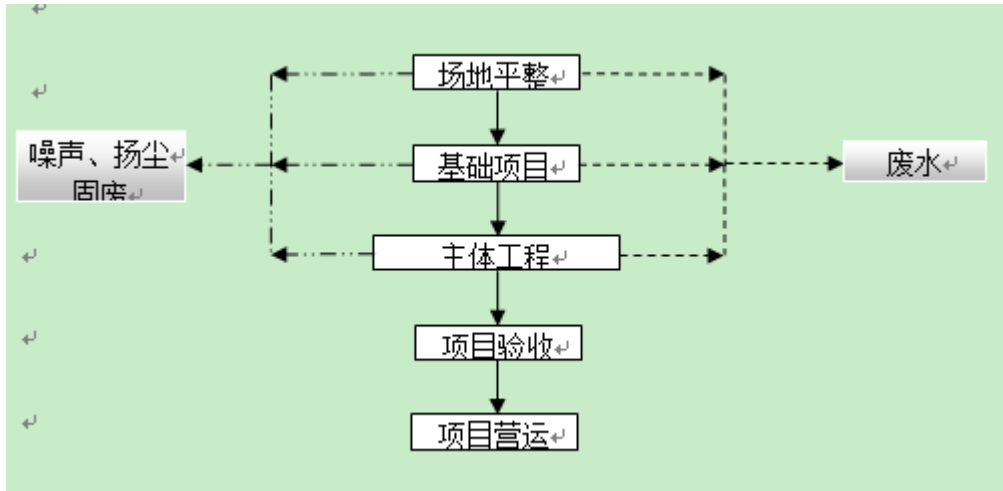 场地平整
噪声、扬尘
固废
基础项目
废水
主体工程
项目验收
项目营运